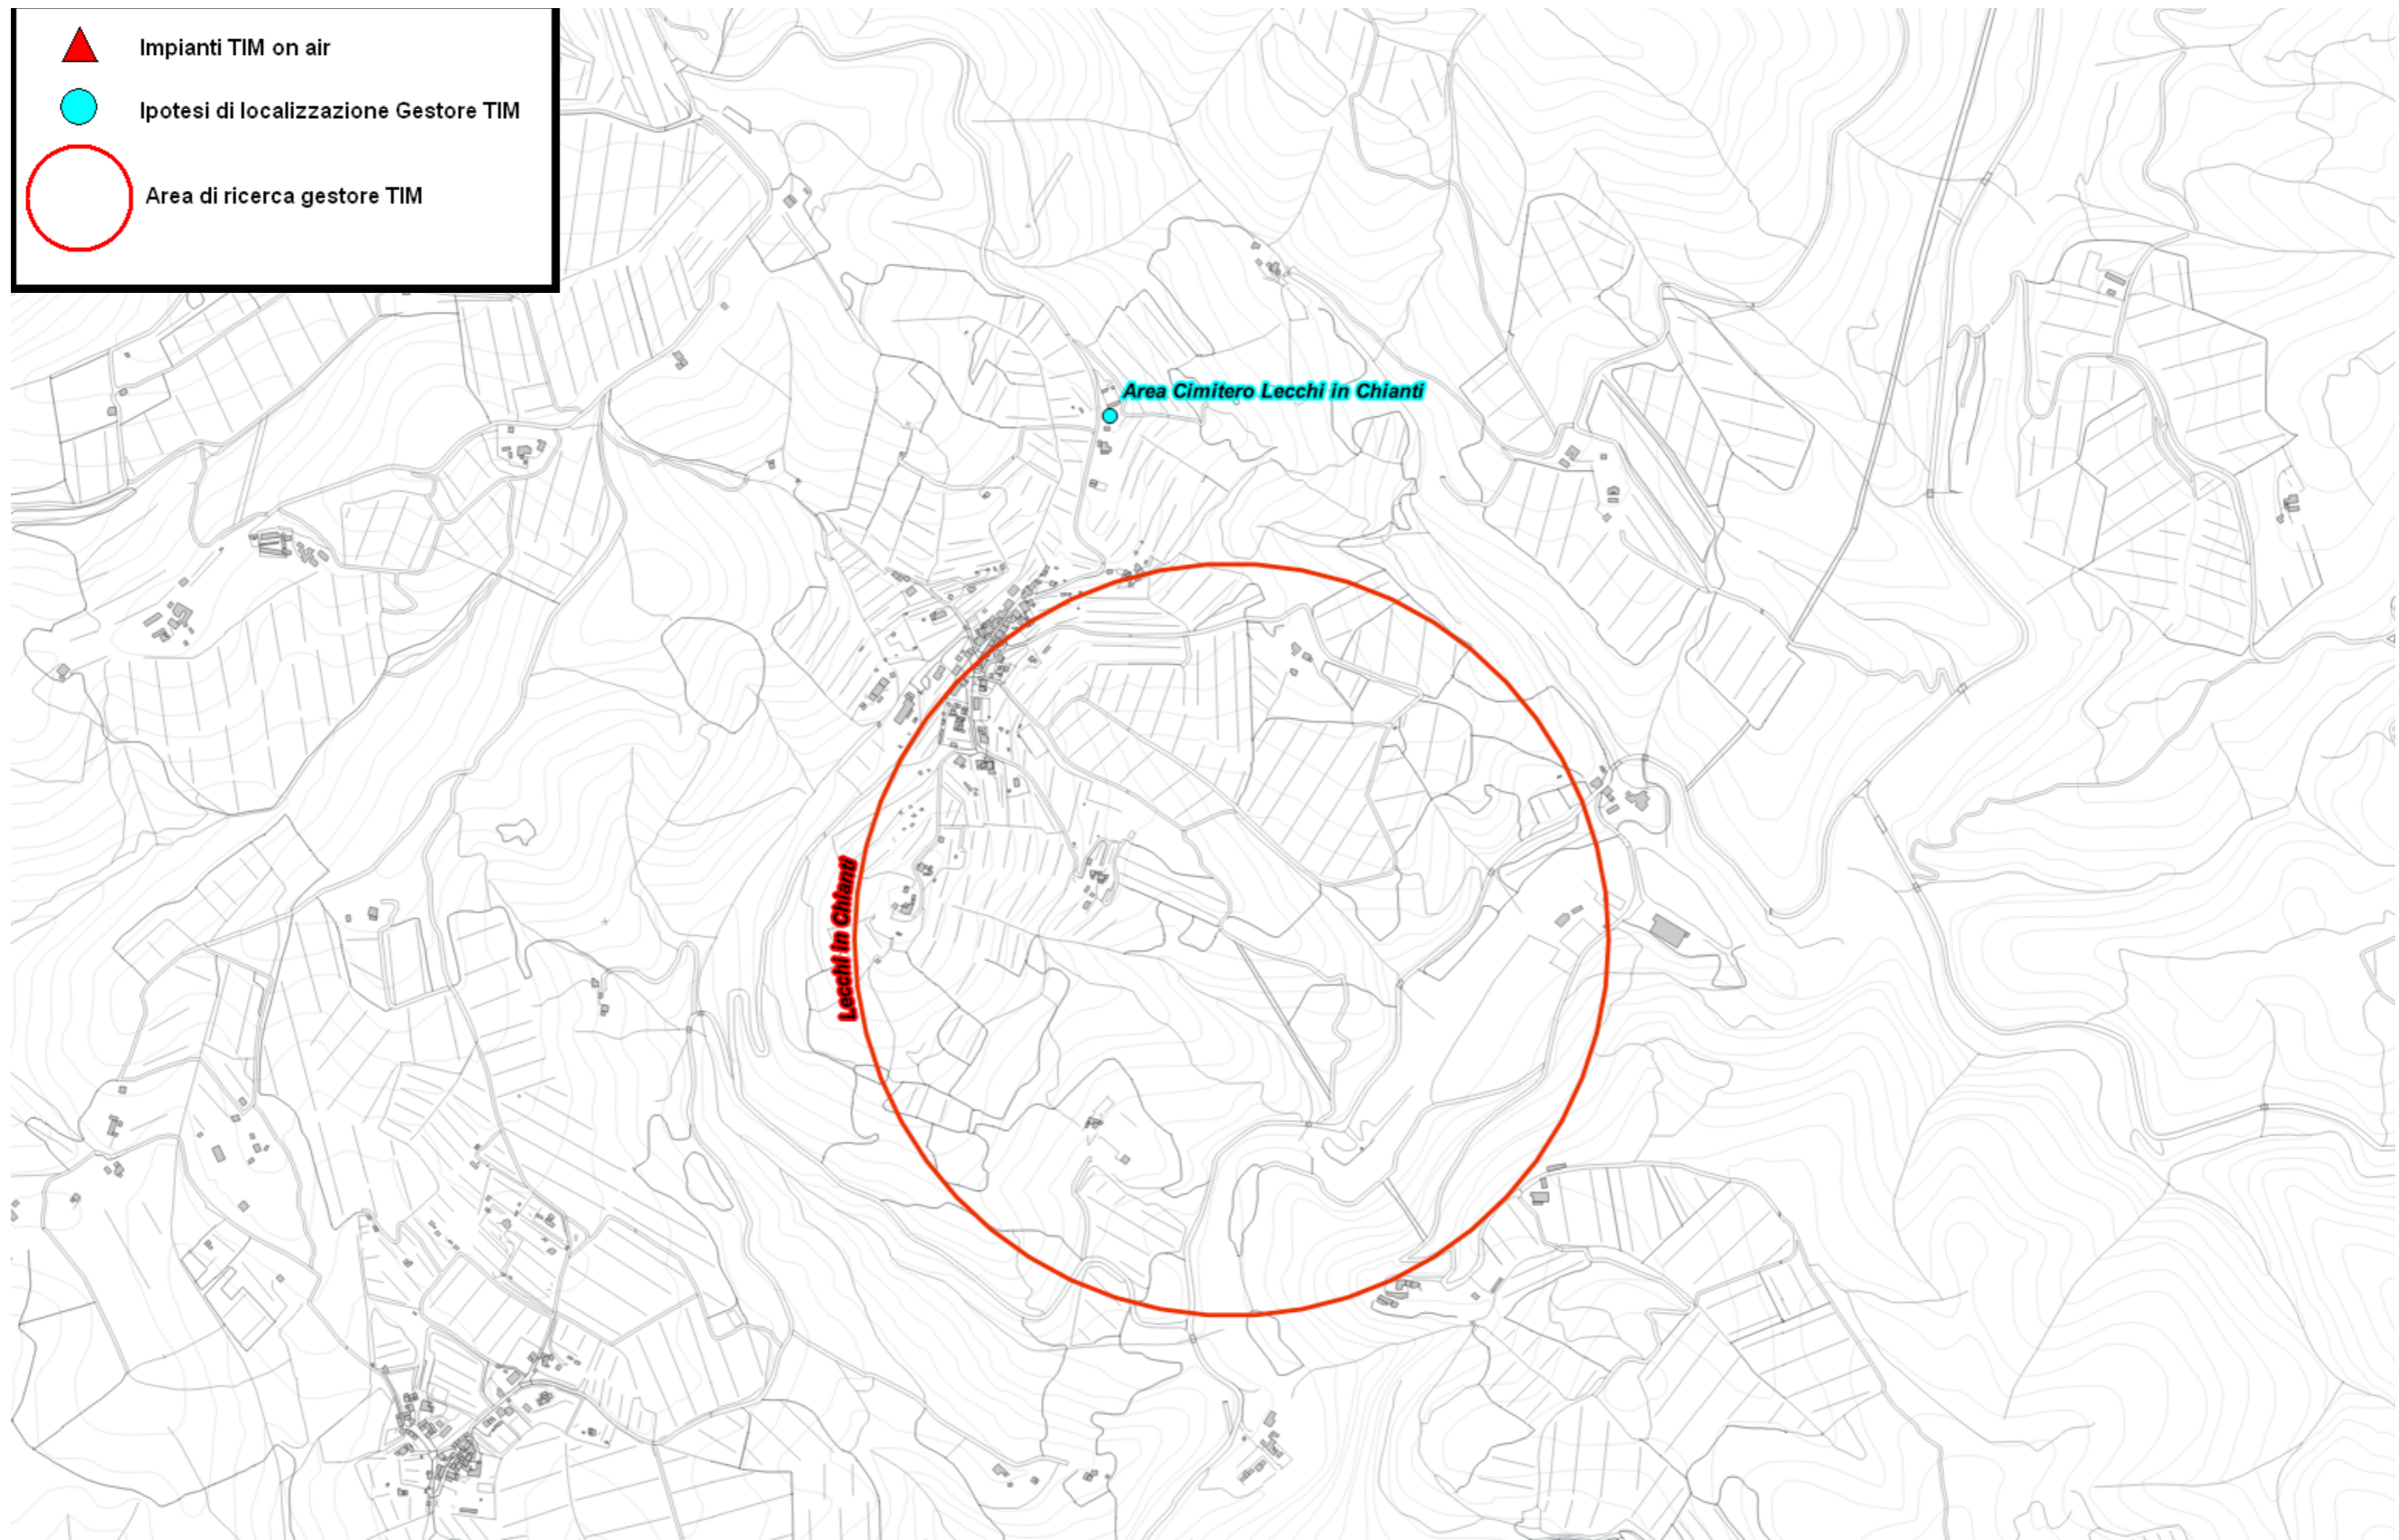 Impianti TIM on air
Ipotesi di localizzazione Gestore TIM
Area di ricerca gestore TIM
Area Cimitero Lecchi in Chianti
Lecchi in Chianti